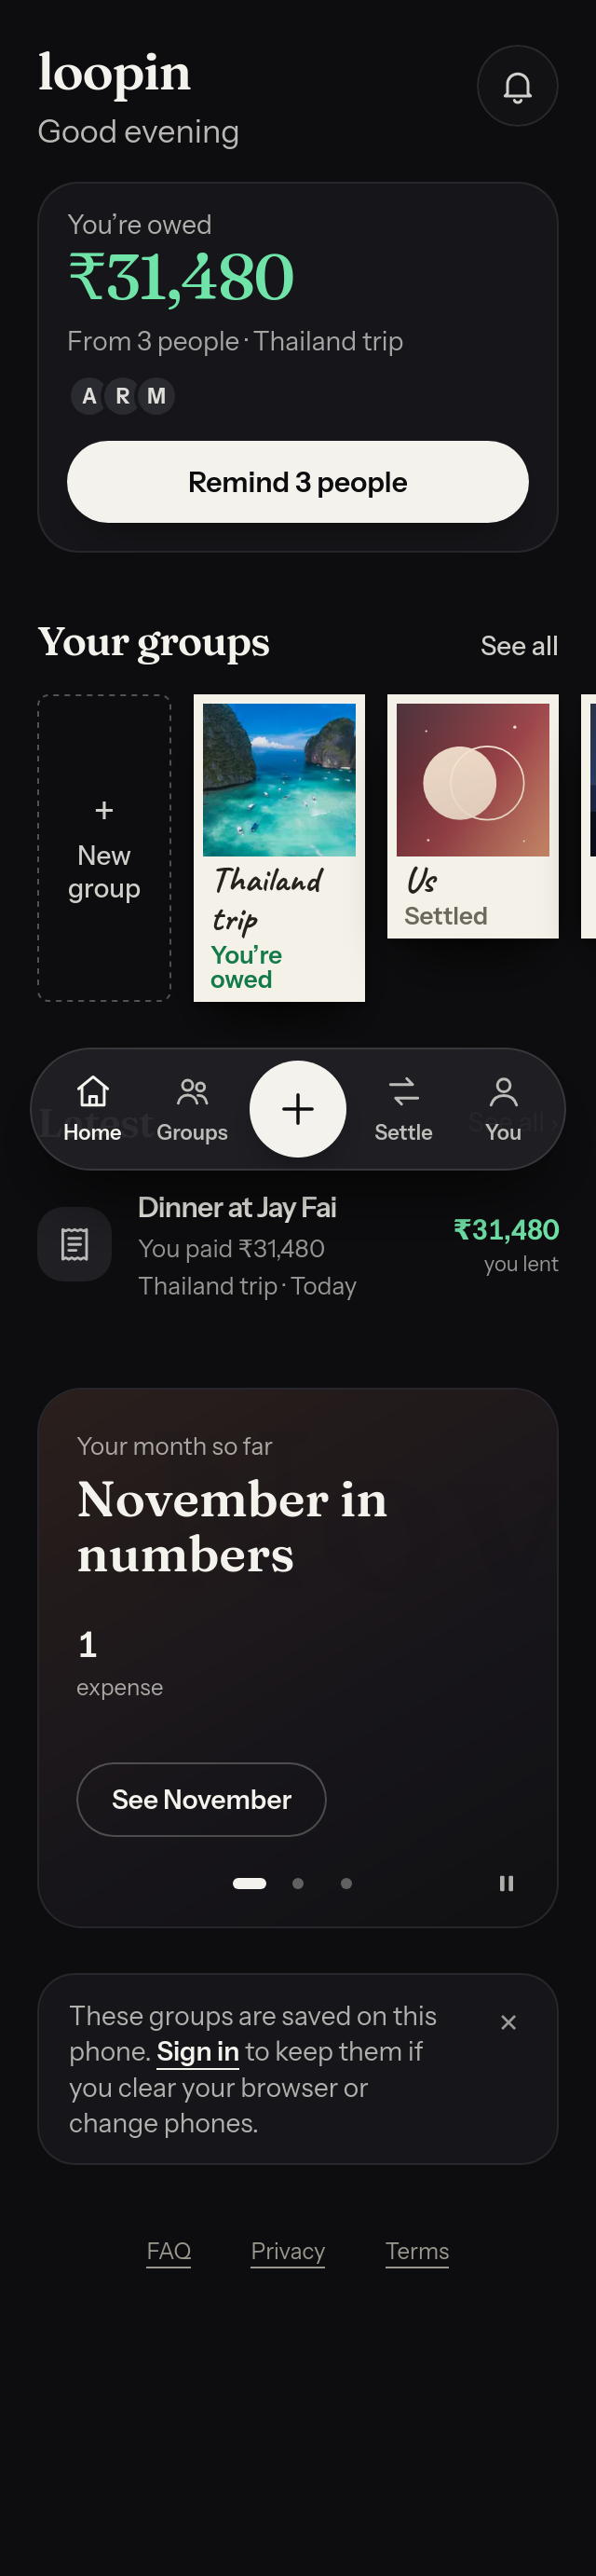 loopin
Good evening
You’re owed
₹31,480
From 3 people · Thailand trip
A R M
Remind 3 people
Your groups
See all
+
New
group
Thailand
trip
You’re
owed
Us
Settled
Latest
See all ›
Home
Groups
Settle
You
Dinner at Jay Fai
You paid ₹31,480
Thailand trip · Today
₹31,480
you lent
Your month so far
November in
numbers
1
expense
See November
These groups are saved on this
phone. Sign in to keep them if
you clear your browser or
change phones.
FAQ
Privacy
Terms